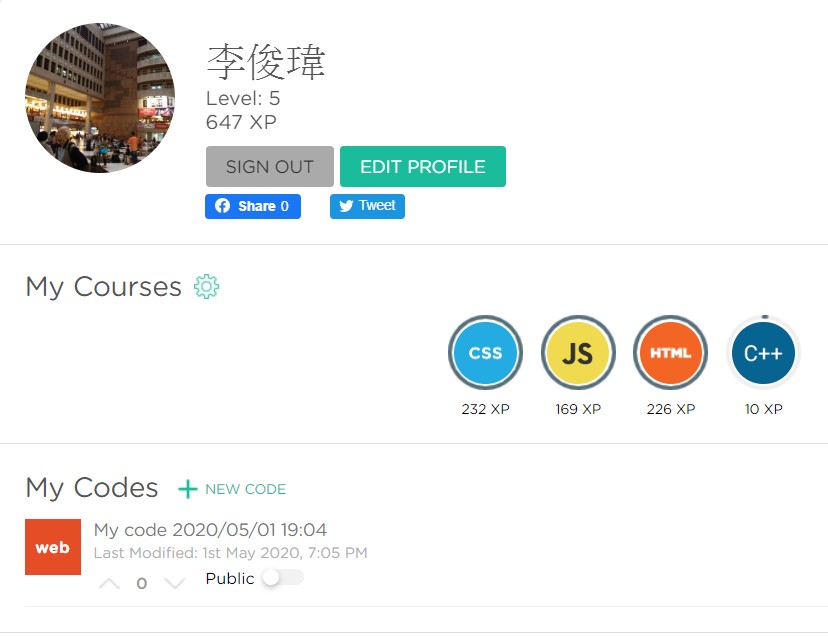 李俊瑋
Level: 5
647 XP
SIGN OUT
EDIT PROFILE
Share 0
Tweet
My Courses
CSS
JS
HTML
C++
232 XP
169 XP
226 XP
10 XP
My Codes
NEW CODE
web
My code 2020/05/01 19:04
Last Modified: 1st May 2020, 7:05 PM
0
Public